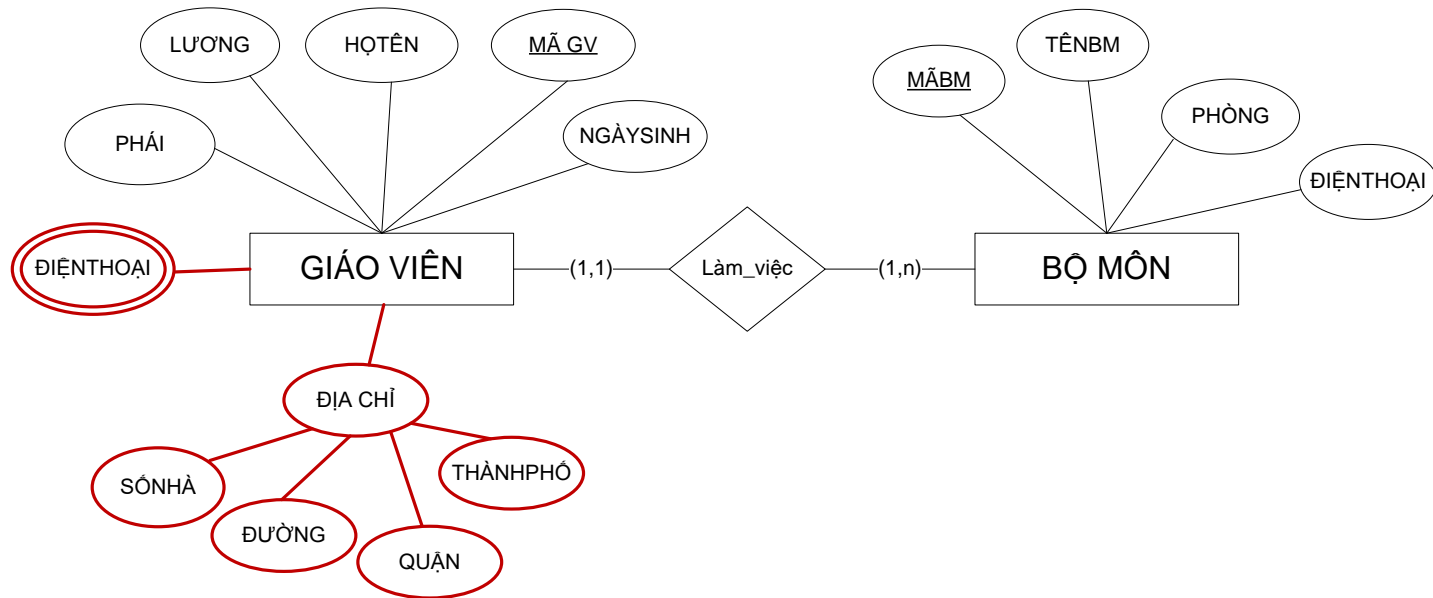 LƯƠNG
HỌTÊN
MÃ GV
TÊNBM
MÃBM
PHÁI
NGÀYSINH
PHÒNG
ĐIỆNTHOẠI
ĐIỆNTHOẠI
GIÁO VIÊN
(1,1)
Làm_việc
(1,n)
BỘ MÔN
ĐỊA CHỈ
SỐNHÀ
THÀNHPHỐ
ĐƯỜNG
QUẬN